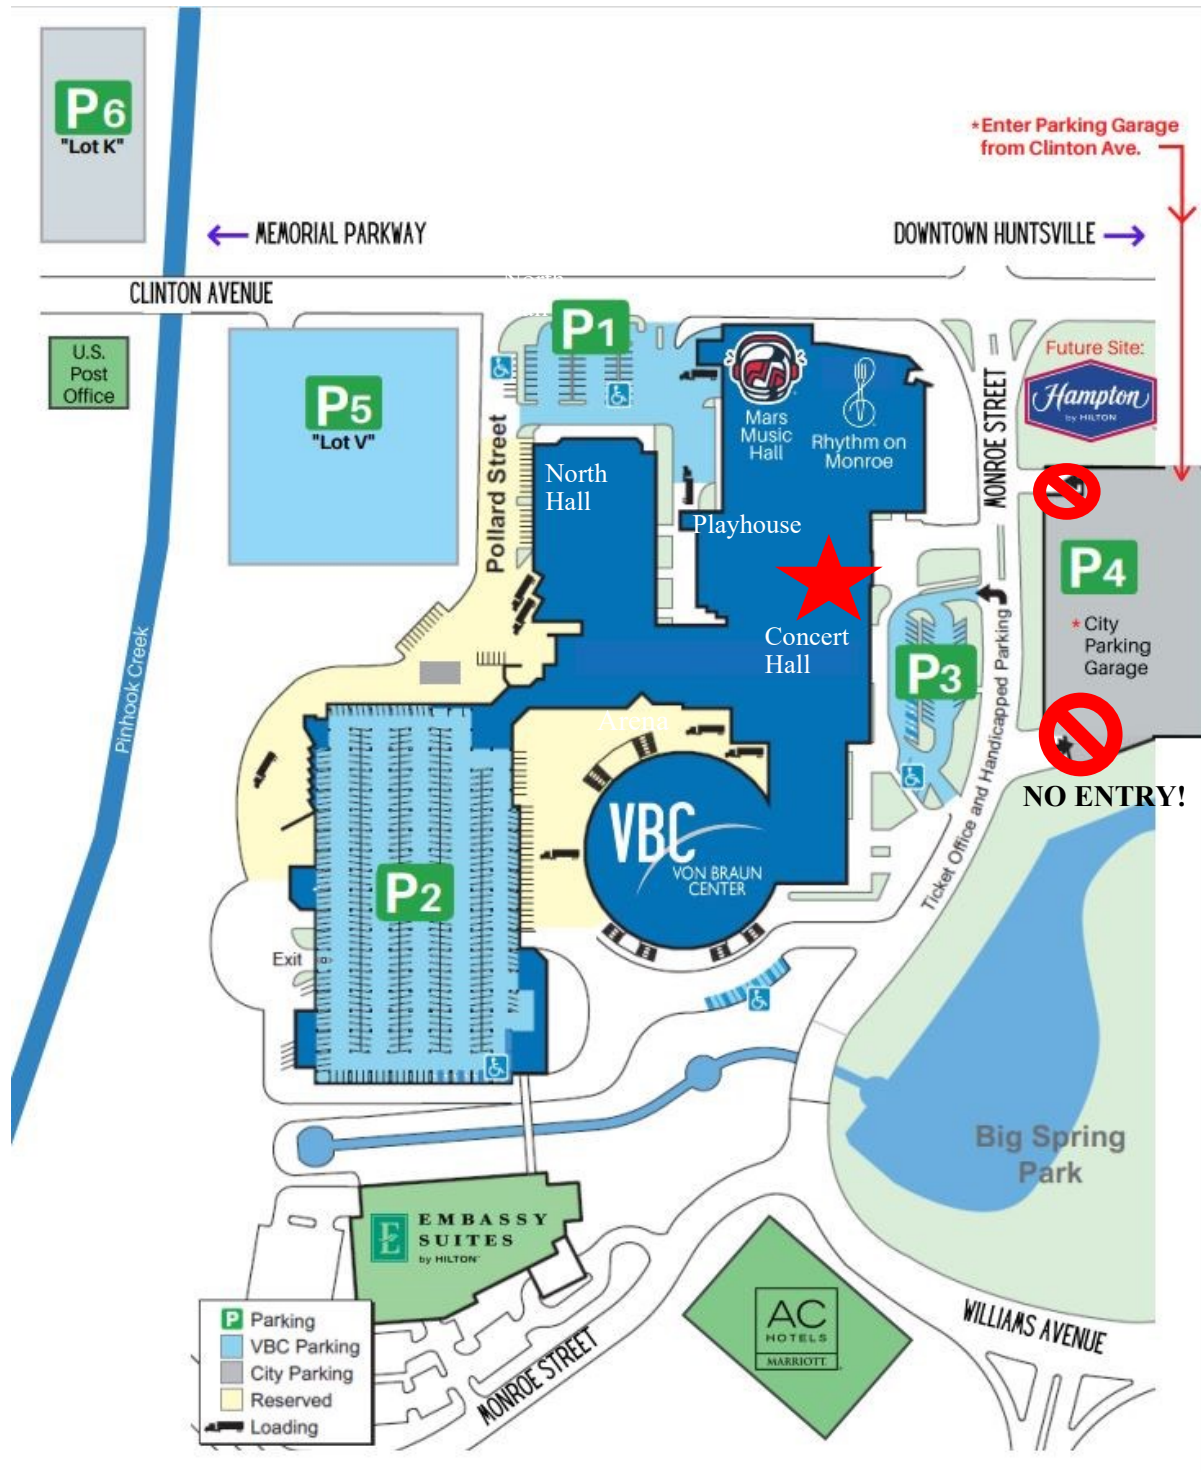 P6
"Lot K"
*Enter Parking Garage
from Clinton Ave.
← MEMORIAL PARKWAY
DOWNTOWN HUNTSVILLE →
CLINTON AVENUE
North
P1
U.S.
Post
Office
P5
"Lot V"
Pollard Street
Mars
Music
Hall
Rhythm on
Monroe
MONROE STREET
Future Site:
Hampton
by HILTON
North
Hall
Playhouse
P4
* City
Parking
Garage
Concert
Hall
P3
Ticket Office and Handicapped Parking
NO ENTRY!
Pinhook Creek
Arena
VBC
VON BRAUN
CENTER
P2
Exit
Big Spring
Park
E
EMBASSY
SUITES
by HILTON™
AC
HOTELS
MARRIOTT
WILLIAMS AVENUE
MONROE STREET
P Parking
VBC Parking
City Parking
Reserved
Loading